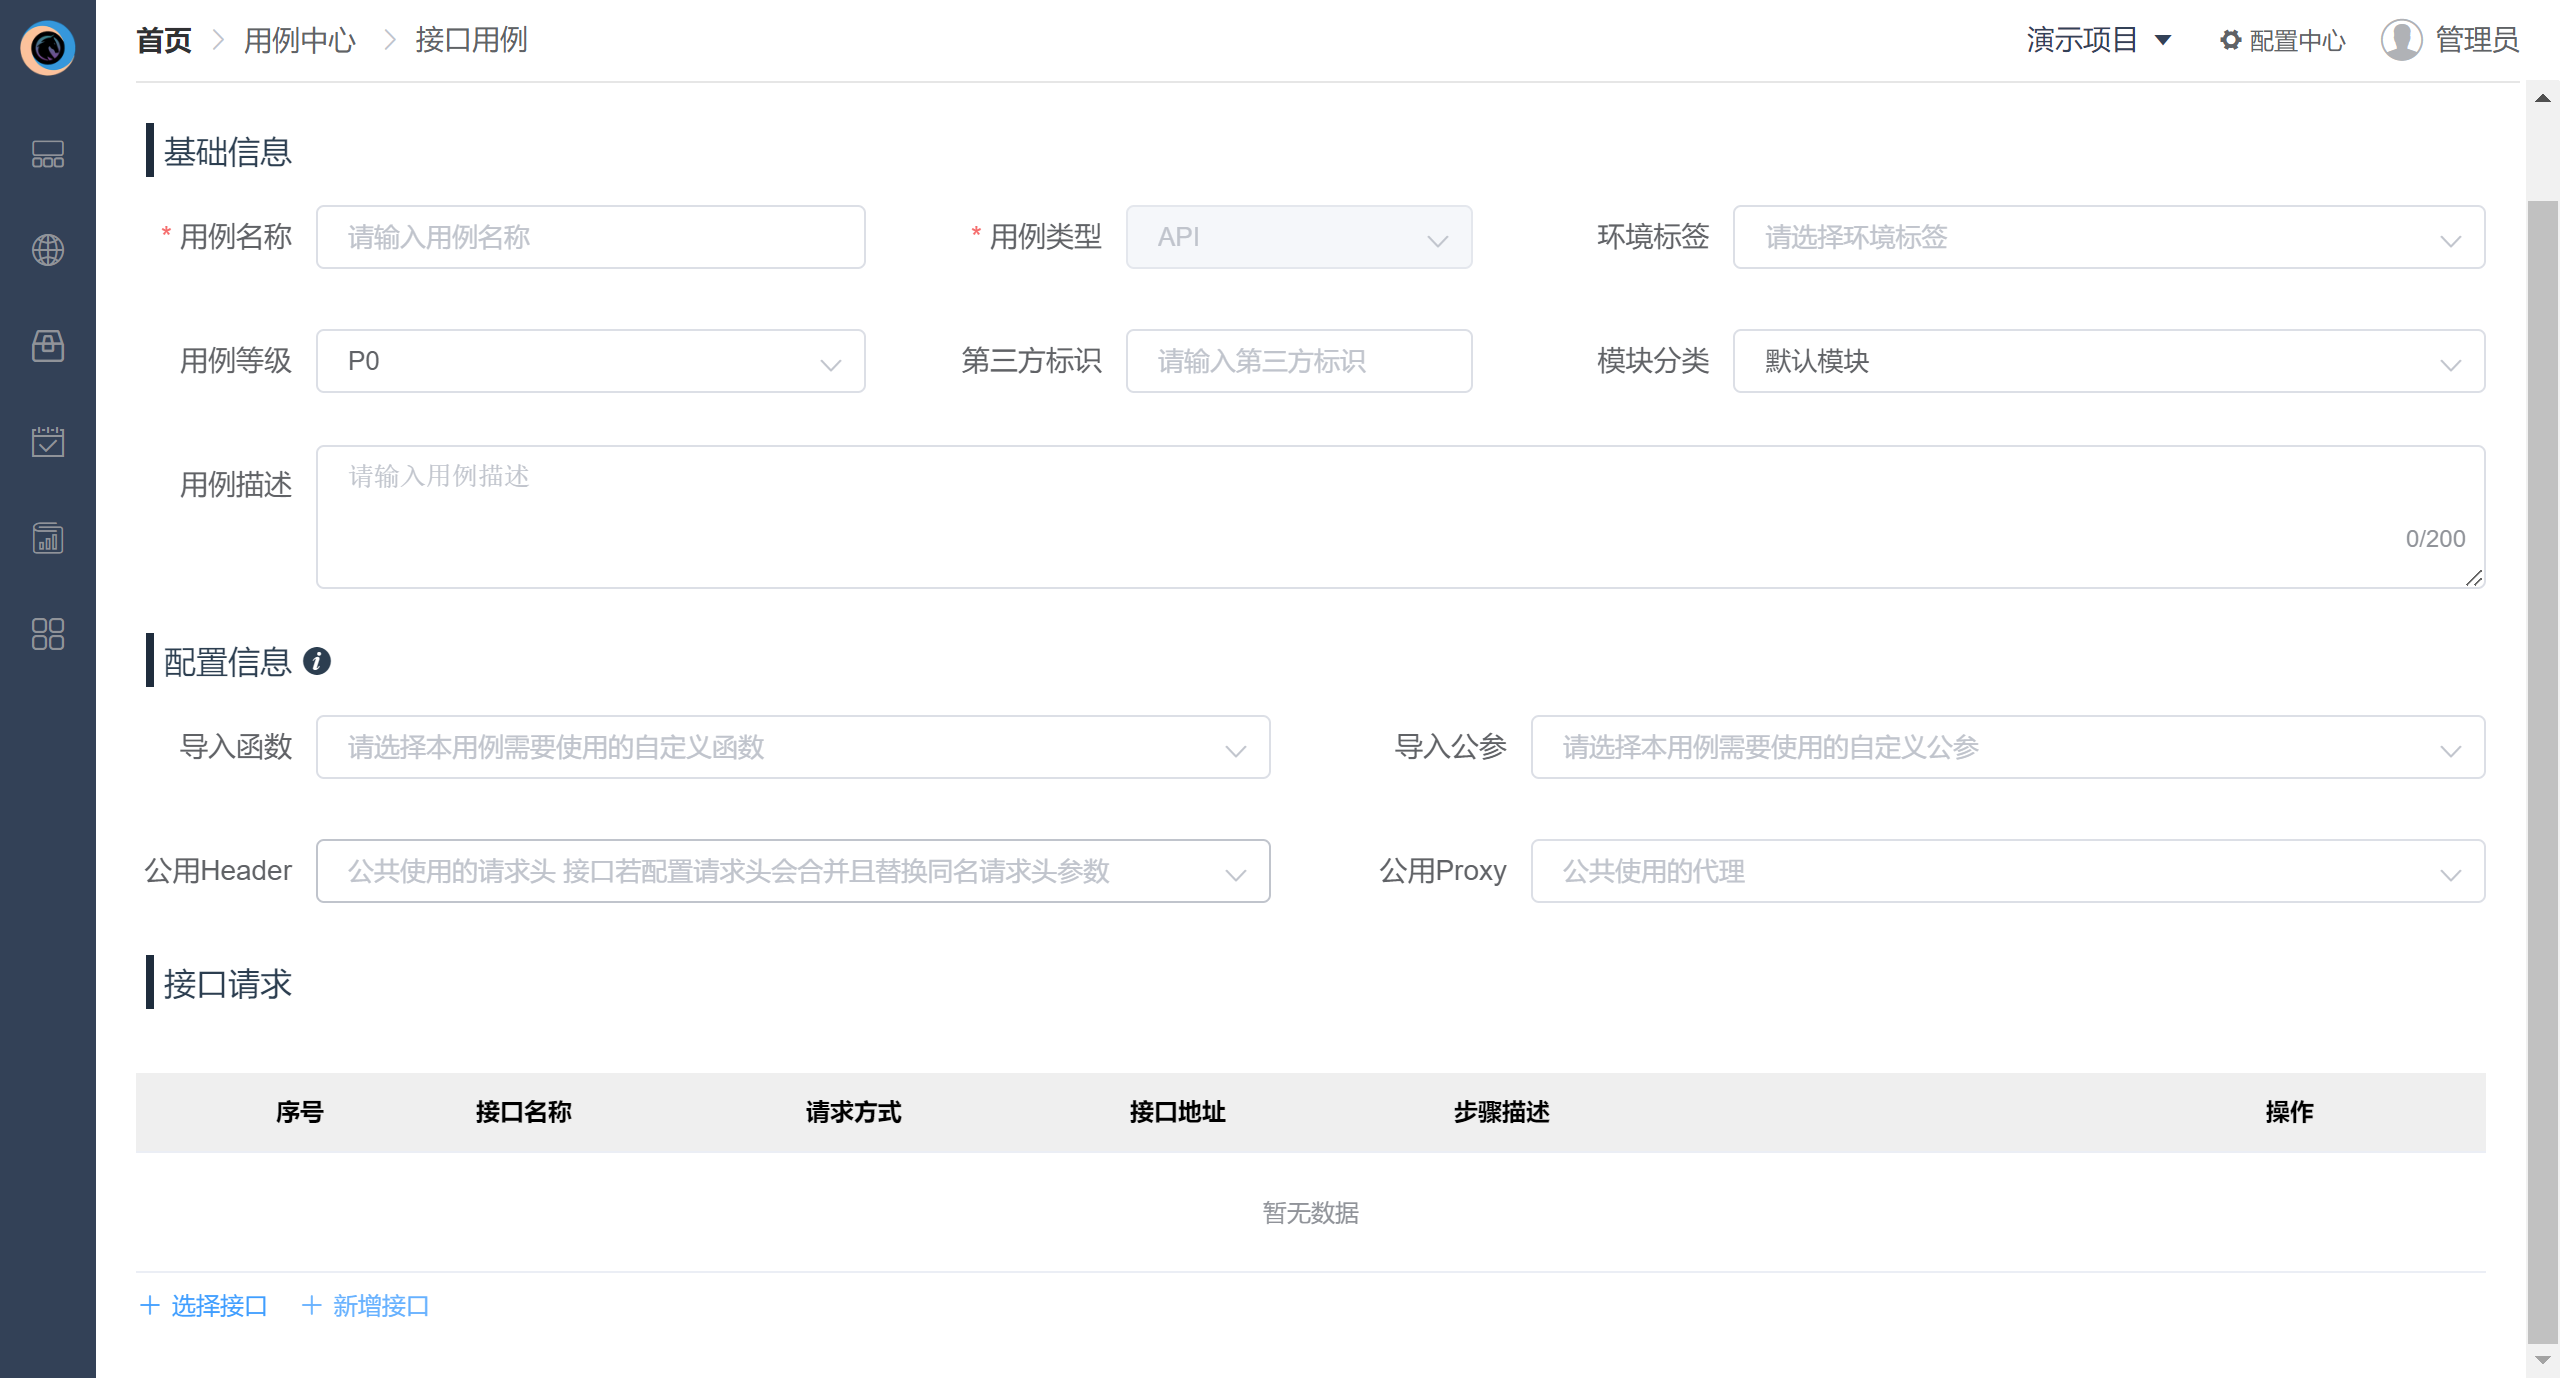 首页 > 用例中心 > 接口用例 演示项目 配置中心 管理员
基础信息
* 用例名称 请输入用例名称 * 用例类型 API 环境标签 请选择环境标签
用例等级 P0 第三方标识 请输入第三方标识 模块分类 默认模块
用例描述 请输入用例描述
0/200
配置信息
导入函数 请选择本用例需要使用的自定义函数 导入公参 请选择本用例需要使用的自定义公参
公用Header 公共使用的请求头 接口若配置请求头会合并且替换同名请求头参数 公用Proxy 公共使用的代理
接口请求
序号 接口名称 请求方式 接口地址 步骤描述 操作
暂无数据
+ 选择接口 + 新增接口